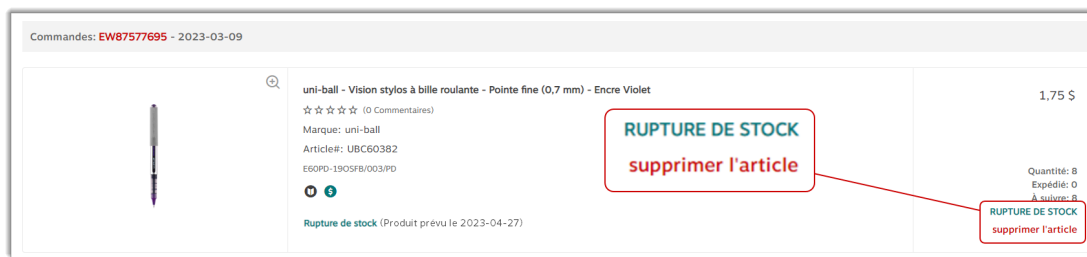 Commandes: EW87577695 - 2023-03-09
uni-ball - Vision stylos à bille roulante - Pointe fine (0,7 mm) - Encre Violet
(0 Commentaires)
Marque: uni-ball
Article#: UBC60382
E60PD-19OSFB/003/PD
Rupture de stock (Produit prévu le 2023-04-27)
RUPTURE DE STOCK
supprimer l'article
1,75 $
Quantité: 8
Expédié: 0
À suivre: 8
RUPTURE DE STOCK
supprimer l'article